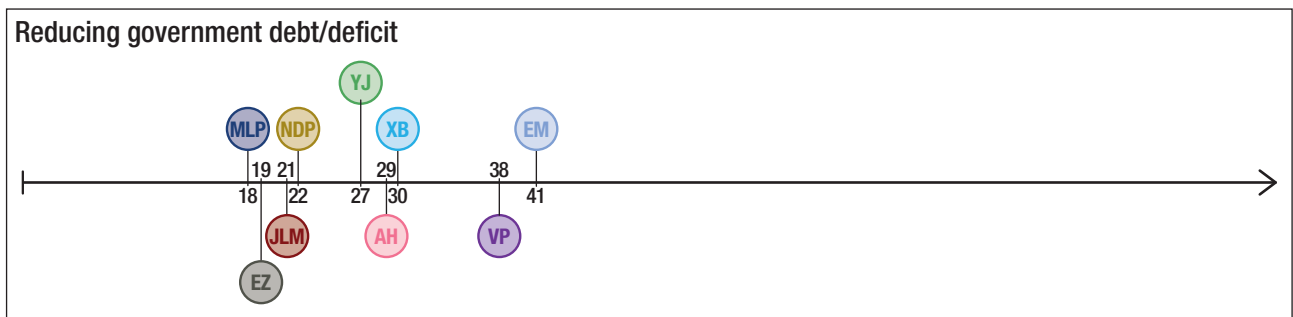 Reducing government debt/deficit
YJ
MLP NDP XB EM
19 21 29 38
18 22 27 30 41
JLM AH VP
EZ